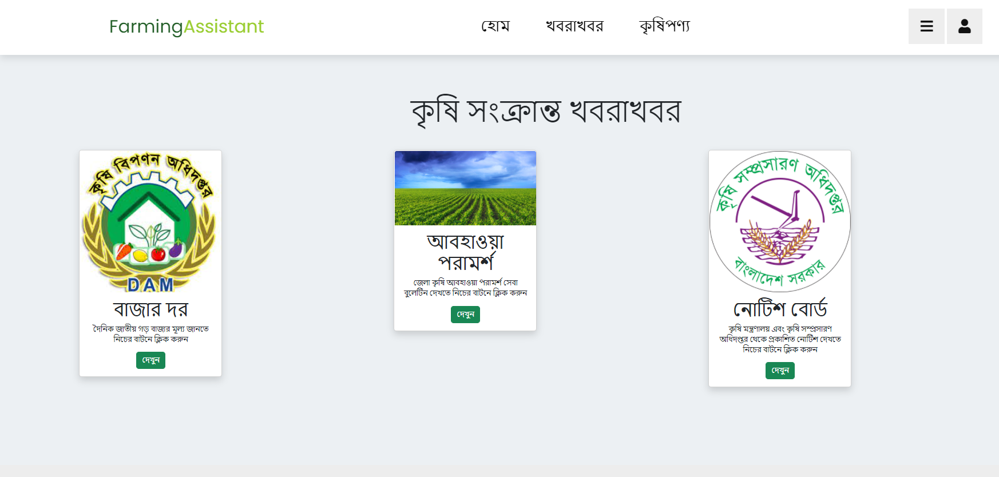 FarmingAssistant
হোম
খবরাখবর
কৃষিপণ্য
কৃষি সংক্রান্ত খবরাখবর
কৃষি বিপণন অধিদপ্তর
DAM
বাজার দর
দৈনিক জাতীয় গড় বাজার মূল্য জানতে
নিচের বাটনে ক্লিক করুন
দেখুন
আবহাওয়া
পরামর্শ
জেলা কৃষি আবহাওয়া পরামর্শ সেবা
বুলেটিন দেখতে নিচের বাটনে ক্লিক করুন
দেখুন
কৃষি সম্প্রসারণ অধিদপ্তর
বাংলাদেশ সরকার
নোটিশ বোর্ড
কৃষি মন্ত্রণালয় এবং কৃষি সম্প্রসারণ
অধিদপ্তর থেকে প্রকাশিত নোটিশ দেখতে
নিচের বাটনে ক্লিক করুন
দেখুন